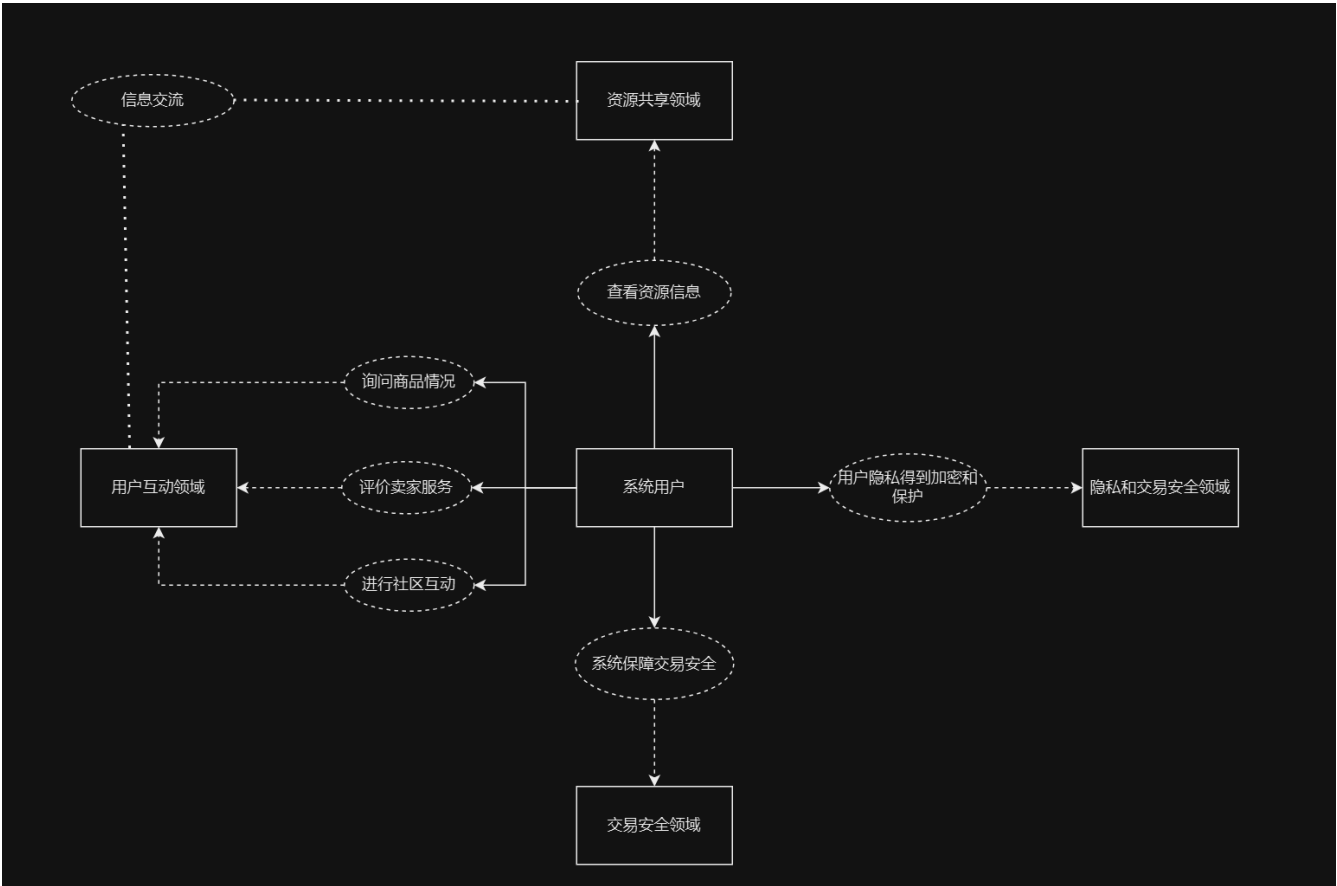 信息交流
资源共享领域
查看资源信息
询问商品情况
用户互动领域
评价卖家服务
系统用户
用户隐私得到加密和
保护
隐私和交易安全领域
进行社区互动
系统保障交易安全
交易安全领域